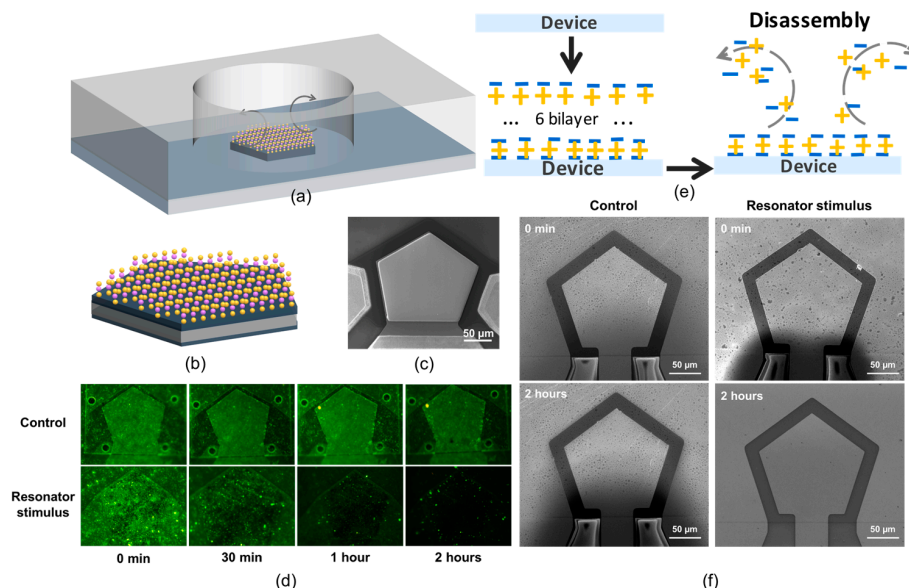 Device
... 6 bilayer ...
Device
Disassembly
Device
(a)
(e)
(b)
50 µm
(c)
Control
Resonator
stimulus
0 min
30 min
1 hour
2 hours
(d)
Control
Resonator stimulus
0 min
50 µm
0 min
50 µm
2 hours
50 µm
2 hours
50 µm
(f)